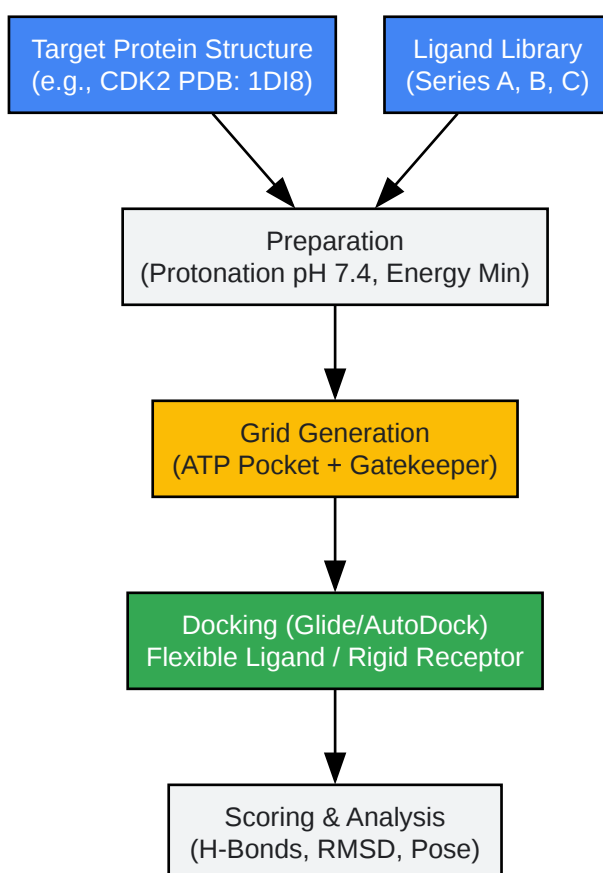 Target Protein Structure
(e.g., CDK2 PDB: 1DI8)
Ligand Library
(Series A, B, C)
Preparation
(Protonation pH 7.4, Energy Min)
Grid Generation
(ATP Pocket + Gatekeeper)
Docking (Glide/AutoDock)
Flexible Ligand / Rigid Receptor
Scoring & Analysis
(H-Bonds, RMSD, Pose)